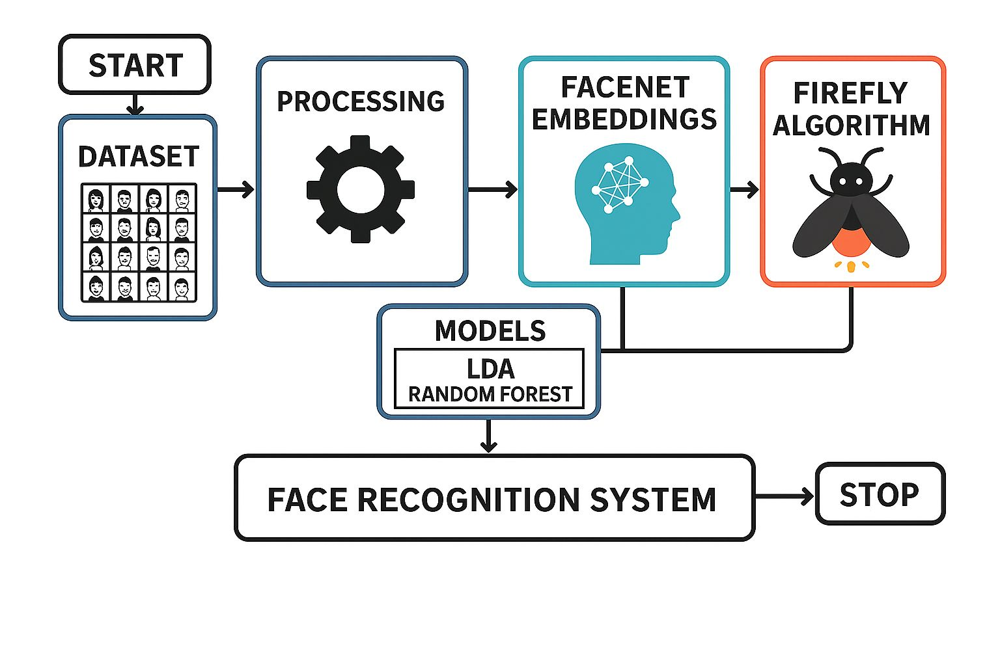 START
DATASET
PROCESSING
FACENET
EMBEDDINGS
FIREFLY
ALGORITHM
MODELS
LDA
RANDOM FOREST
FACE RECOGNITION SYSTEM
STOP